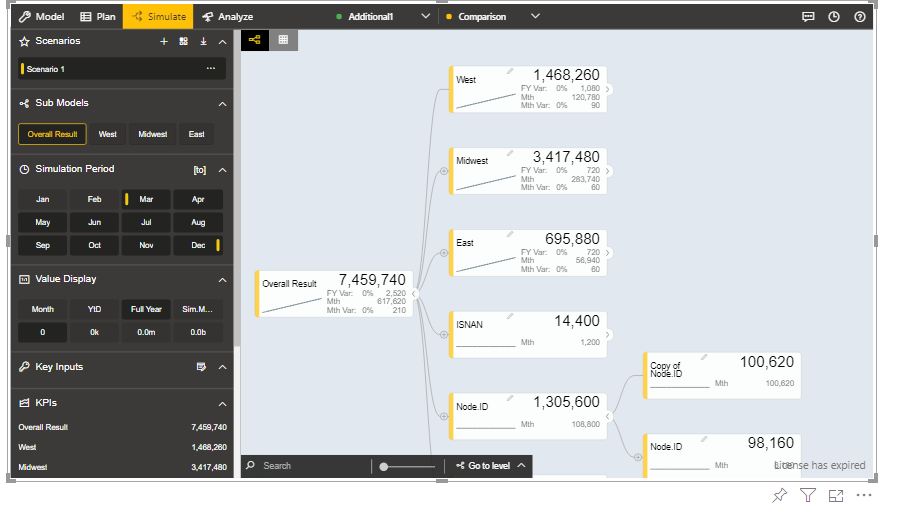 Model Plan Simulate Analyze Additional1 Comparison
Scenarios
Scenario 1
Sub Models
Overall Result West Midwest East
Simulation Period [to]
Jan Feb Mar Apr
May Jun Jul Aug
Sep Oct Nov Dec
Value Display
Month YtD Full Year Sim.M...
0 0k 0.0m 0.0b
Key Inputs
KPIs
Overall Result 7,459,740
West 1,468,260
Midwest 3,417,480
Overall Result 7,459,740
FY Var: 0% 2,520
Mth 617,620
Mth Var: 0% 210
West 1,468,260
FY Var: 0% 1,080
Mth 120,780
Mth Var: 0% 90
Midwest 3,417,480
FY Var: 0% 720
Mth 283,740
Mth Var: 0% 60
East 695,880
FY Var: 0% 720
Mth 56,940
Mth Var: 0% 60
ISNAN 14,400
Mth 1,200
Node.ID 1,305,600
Mth 108,800
Copy of
Node.ID 100,620
Mth 100,620
Node.ID 98,160
Mth
License has expired
Search Go to level